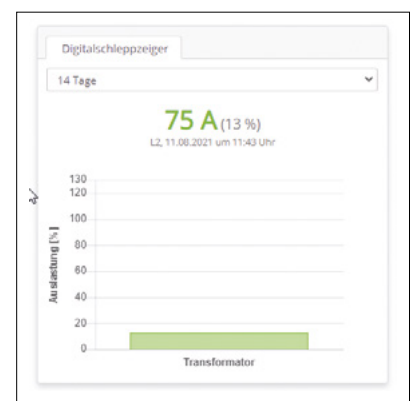 Digitalschleppzeiger
14 Tage
75 A (13 %)
L2, 11.08.2021 um 11:43 Uhr
130
120
100
80
60
40
20
0
Auslastung [%]
Transformator